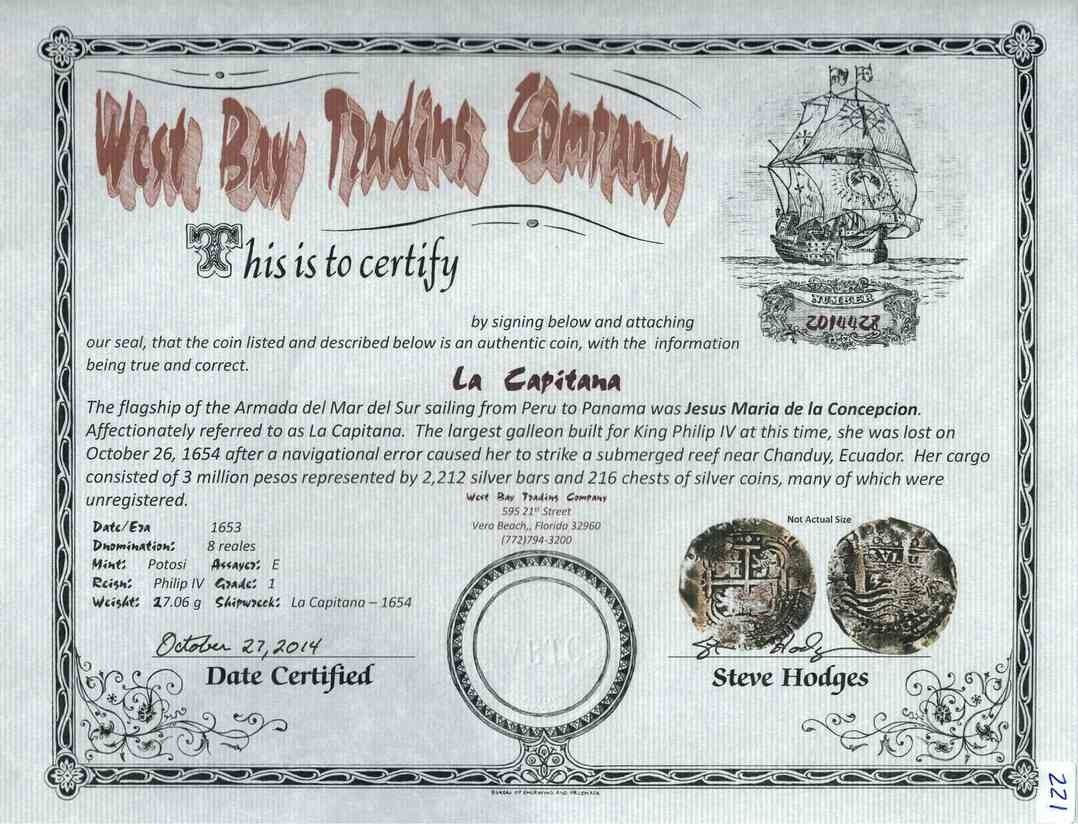 West Bay Trading Company
This is to certify
NUMBER
2014427
by signing below and attaching
our seal, that the coin listed and described below is an authentic coin, with the information
being true and correct.
La Capitana
The flagship of the Armada del Mar del Sur sailing from Peru to Panama was Jesus Maria de la Concepcion.
Affectionately referred to as La Capitana. The largest galleon built for King Philip IV at this time, she was lost on
October 26, 1654 after a navigational error caused her to strike a submerged reef near Chanduy, Ecuador. Her cargo
consisted of 3 million pesos represented by 2,212 silver bars and 216 chests of silver coins, many of which were
unregistered.
West Bay Trading Company
595 21st Street
Vero Beach,, Florida 32960
(772)794-3200
Date/Era 1653
Dnomination: 8 reales
Mint: Potosi Assayer: E
Reign: Philip IV Grade: 1
Weight: 27.06 g Shipwreck: La Capitana – 1654
Not Actual Size
October 27, 2014
Date Certified
Steve Hodges
221